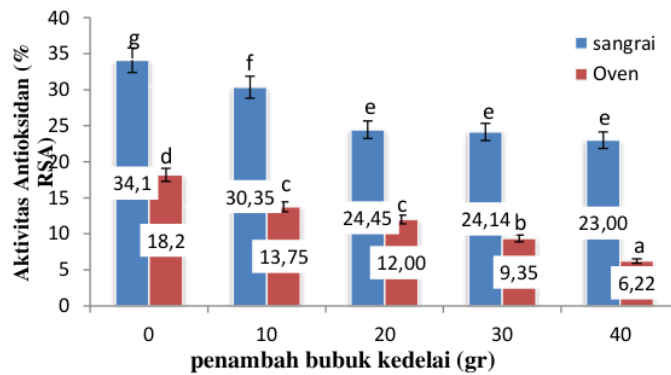 Aktivitas Antioksidan (%
RSA)
40
35
30
25
20
15
10
5
0
sangrai
Oven
g
f
e
e
e
d
c
c
b
a
34,1
30,35
24,45
24,14
23,00
18,2
13,75
12,00
9,35
6,22
0 10 20 30 40
penambah bubuk kedelai (gr)